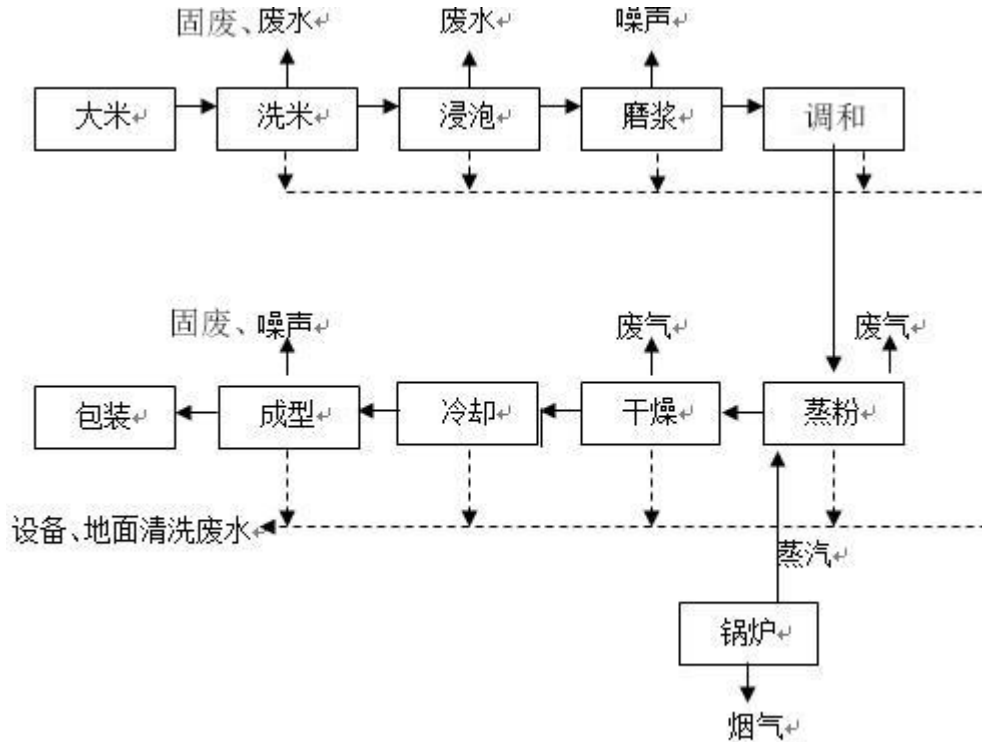 固废、废水
废水
噪声
大米
洗米
浸泡
磨浆
调和
固废、噪声
废气
废气
包装
成型
冷却
干燥
蒸粉
设备、地面清洗废水
蒸汽
锅炉
烟气